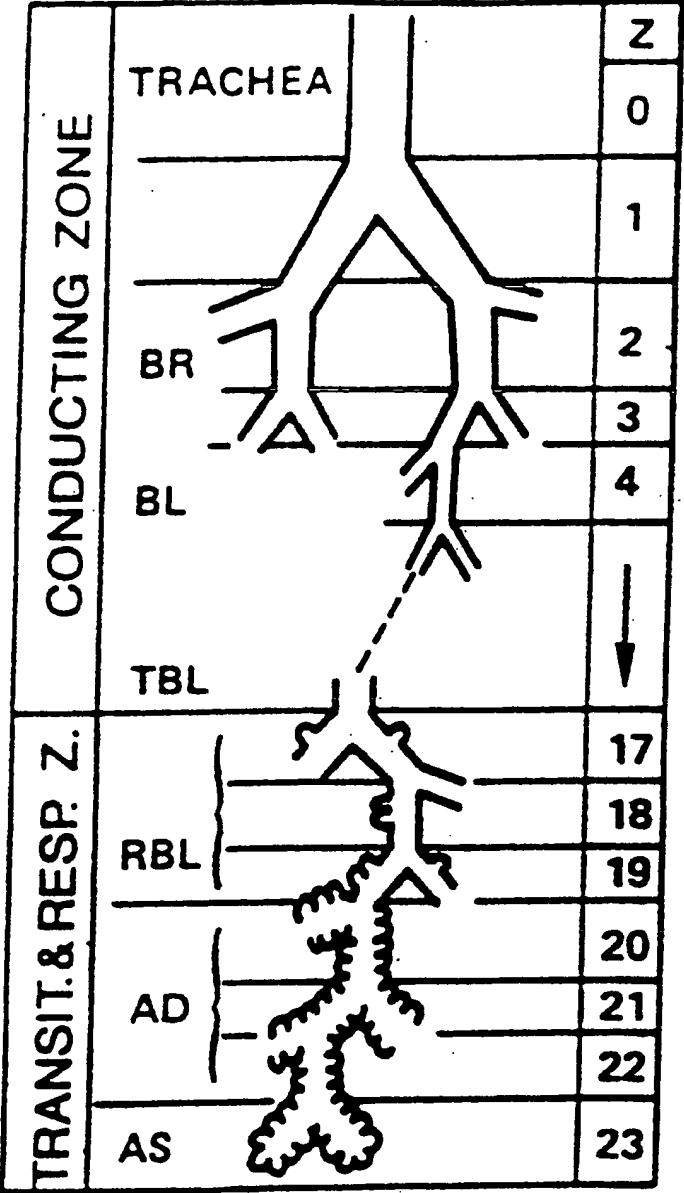 CONDUCTING ZONE
TRANSIT. & RESP. Z.
Z
TRACHEA
0
1
BR
2
3
BL
4
TBL
17
18
RBL
19
20
AD
21
22
AS
23